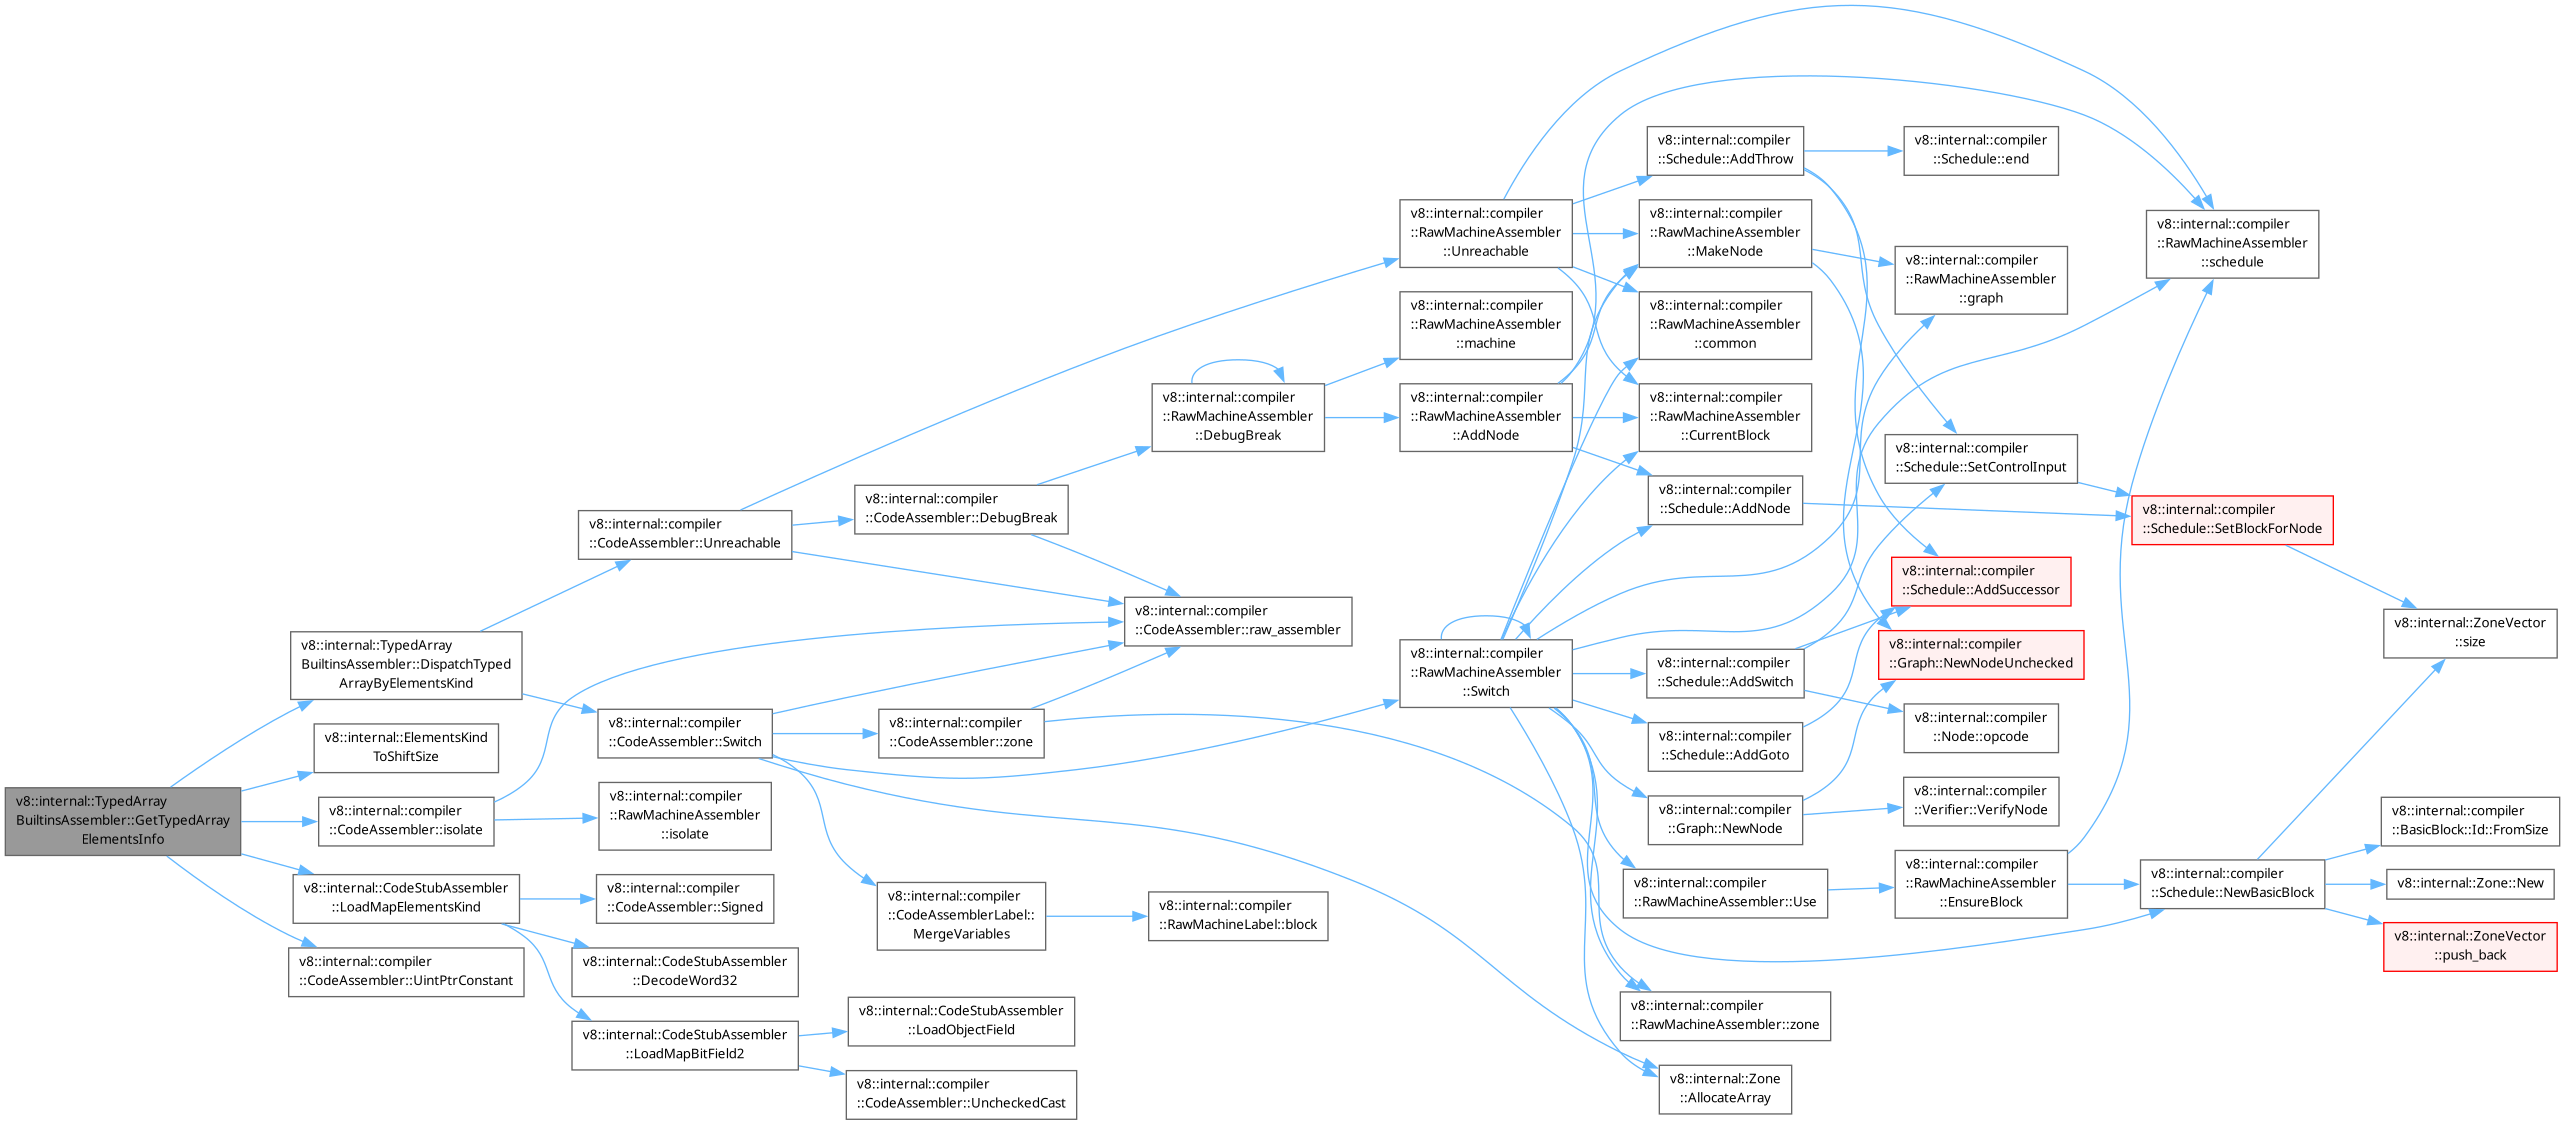 v8::internal::TypedArray
BuiltinsAssembler::GetTypedArray
ElementsInfo
v8::internal::TypedArray
BuiltinsAssembler::DispatchTyped
ArrayByElementsKind
v8::internal::ElementsKind
ToShiftSize
v8::internal::compiler
::CodeAssembler::isolate
v8::internal::CodeStubAssembler
::LoadMapElementsKind
v8::internal::compiler
::CodeAssembler::UintPtrConstant
v8::internal::compiler
::CodeAssembler::Unreachable
v8::internal::compiler
::CodeAssembler::Switch
v8::internal::compiler
::RawMachineAssembler
::isolate
v8::internal::compiler
::CodeAssembler::Signed
v8::internal::CodeStubAssembler
::DecodeWord32
v8::internal::CodeStubAssembler
::LoadMapBitField2
v8::internal::compiler
::CodeAssembler::DebugBreak
v8::internal::compiler
::CodeAssembler::zone
v8::internal::compiler
::CodeAssemblerLabel::
MergeVariables
v8::internal::CodeStubAssembler
::LoadObjectField
v8::internal::compiler
::CodeAssembler::UncheckedCast
v8::internal::compiler
::RawMachineAssembler
::DebugBreak
v8::internal::compiler
::CodeAssembler::raw_assembler
v8::internal::compiler
::RawMachineLabel::block
v8::internal::compiler
::RawMachineAssembler
::Unreachable
v8::internal::compiler
::RawMachineAssembler
::machine
v8::internal::compiler
::RawMachineAssembler
::AddNode
v8::internal::compiler
::RawMachineAssembler
::Switch
v8::internal::compiler
::Schedule::AddThrow
v8::internal::compiler
::RawMachineAssembler
::MakeNode
v8::internal::compiler
::RawMachineAssembler
::common
v8::internal::compiler
::RawMachineAssembler
::CurrentBlock
v8::internal::compiler
::Schedule::AddNode
v8::internal::compiler
::Schedule::AddSwitch
v8::internal::compiler
::Schedule::AddGoto
v8::internal::compiler
::Graph::NewNode
v8::internal::compiler
::RawMachineAssembler::Use
v8::internal::compiler
::RawMachineAssembler::zone
v8::internal::Zone
::AllocateArray
v8::internal::compiler
::Schedule::end
v8::internal::compiler
::RawMachineAssembler
::graph
v8::internal::compiler
::Schedule::SetControlInput
v8::internal::compiler
::Schedule::AddSuccessor
v8::internal::compiler
::Graph::NewNodeUnchecked
v8::internal::compiler
::Node::opcode
v8::internal::compiler
::Verifier::VerifyNode
v8::internal::compiler
::RawMachineAssembler
::EnsureBlock
v8::internal::compiler
::RawMachineAssembler
::schedule
v8::internal::compiler
::Schedule::SetBlockForNode
v8::internal::compiler
::Schedule::NewBasicBlock
v8::internal::ZoneVector
::size
v8::internal::compiler
::BasicBlock::Id::FromSize
v8::internal::Zone::New
v8::internal::ZoneVector
::push_back